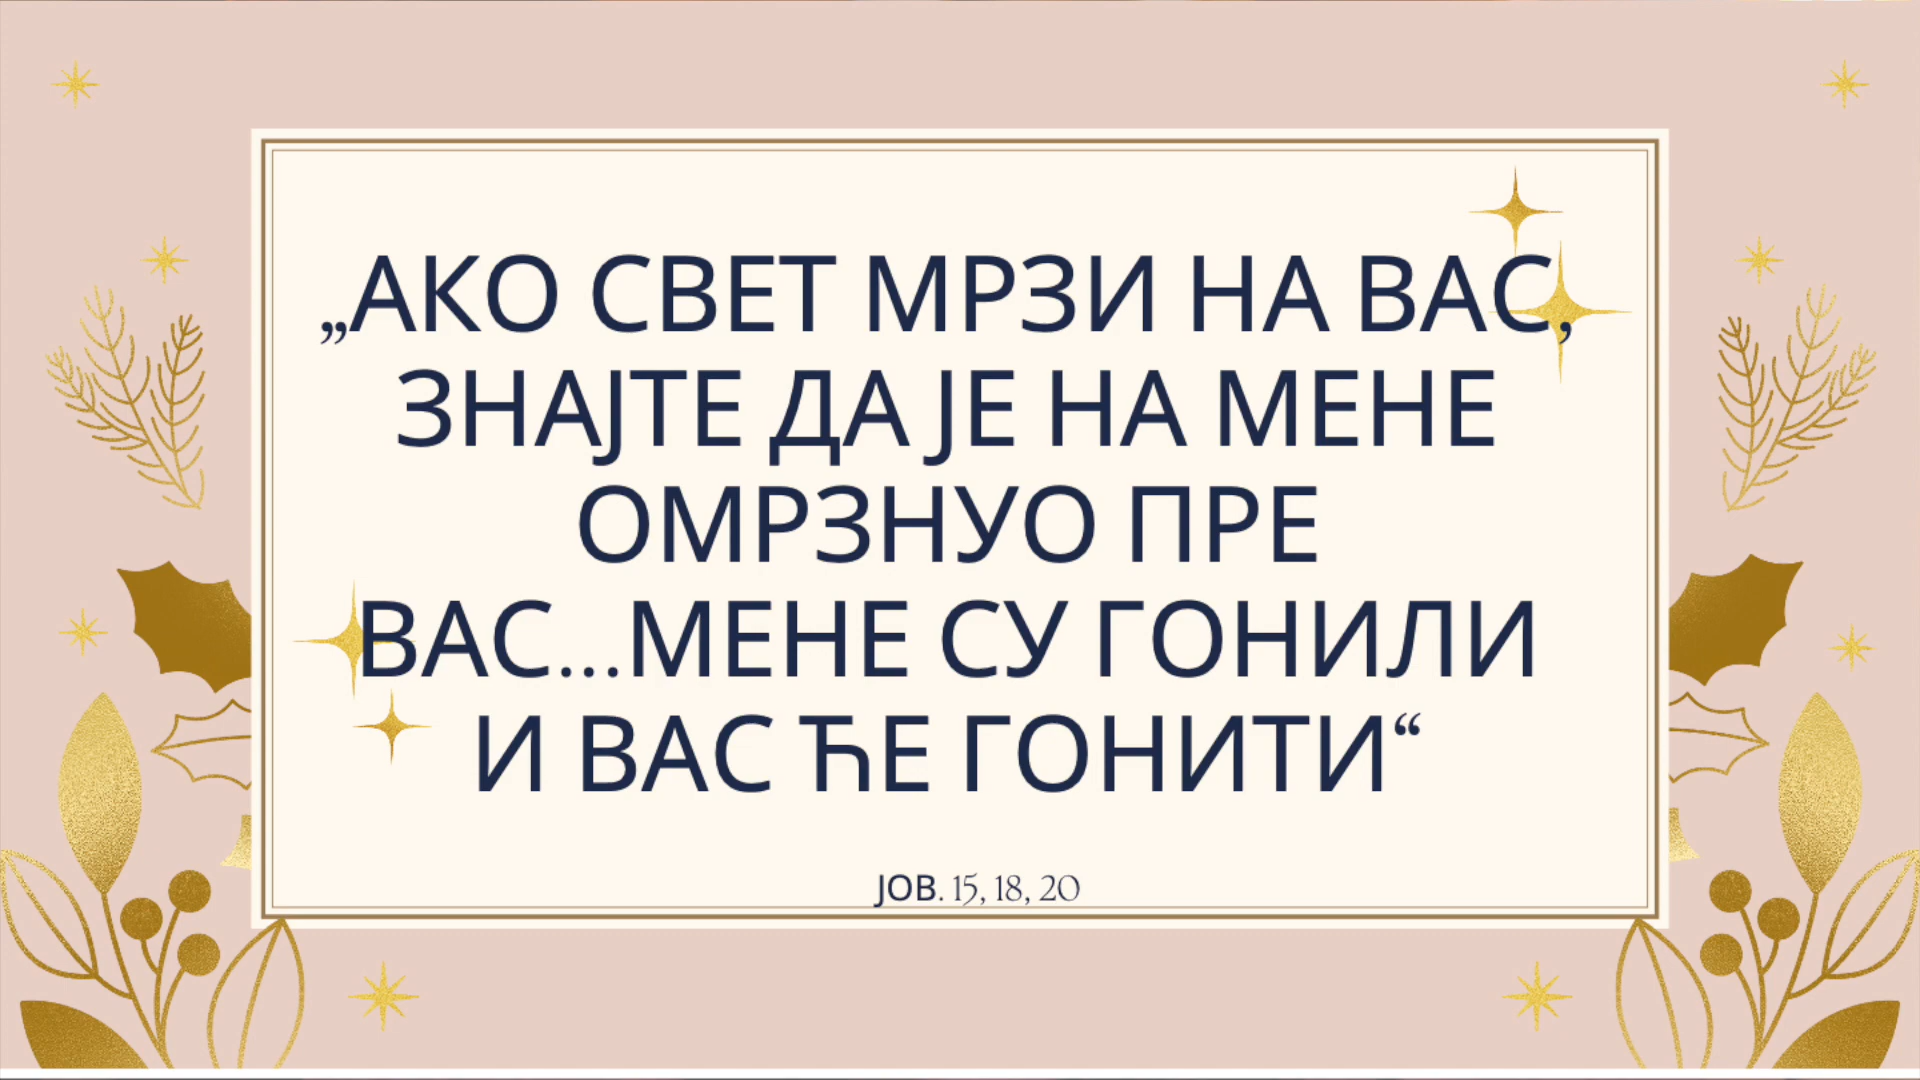 „АКО СВЕТ МРЗИ НА ВАС,
ЗНАЈТЕ ДА ЈЕ НА МЕНЕ
ОМРЗНУО ПРЕ
ВАС...МЕНЕ СУ ГОНИЛИ
И ВАС ЋЕ ГОНИТИ“
ЈОВ. 15, 18, 20